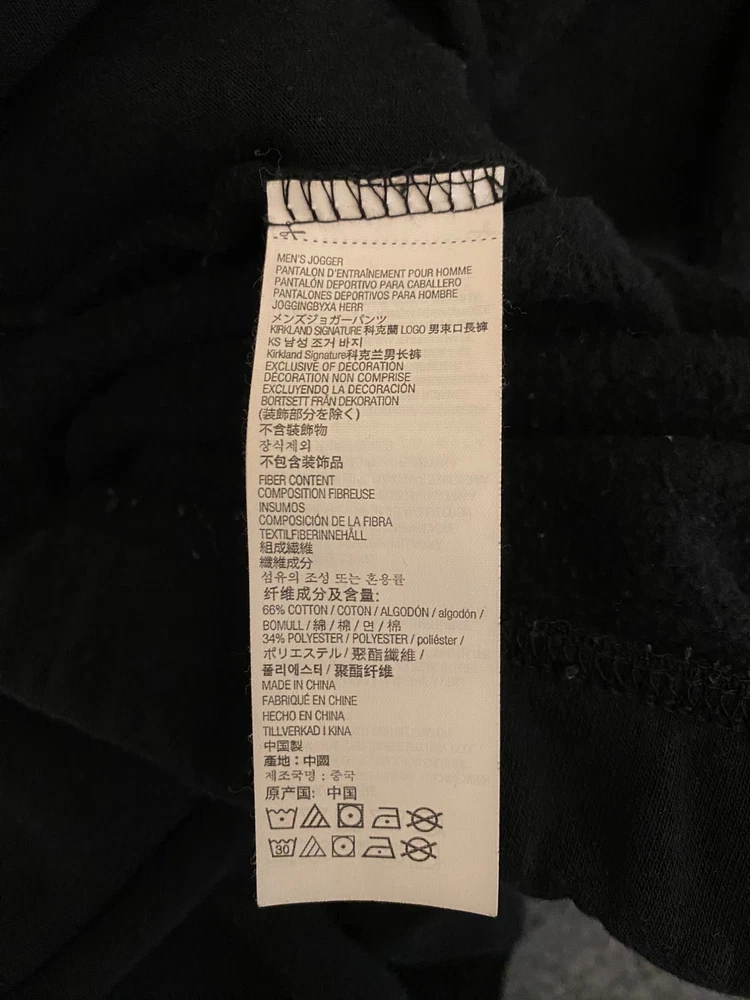 MEN'S JOGGER
PANTALON D'ENTRAÎNEMENT POUR HOMME
PANTALÓN DEPORTIVO PARA CABALLERO
PANTALONES DEPORTIVOS PARA HOMBRE
JOGGINGBYXA HERR
メンズジョガーパンツ
KIRKLAND SIGNATURE 科克蘭 LOGO 男束口長褲
KS 남성 조거 바지
Kirkland Signature科克兰男长裤
EXCLUSIVE OF DECORATION
DÉCORATION NON COMPRISE
EXCLUYENDO LA DECORACIÓN
BORTSETT FRÅN DEKORATION
(装飾部分を除く)
不含裝飾物
장식제외
不包含装饰品
FIBER CONTENT
COMPOSITION FIBREUSE
INSUMOS
COMPOSICIÓN DE LA FIBRA
TEXTILFIBERINNEHÅLL
組成繊維
纖維成分
섬유의 조성 또는 혼용률
纤维成分及含量:
66% COTTON / COTON / ALGODÓN / algodón /
BOMULL / 綿 / 棉 / 면 / 棉
34% POLYESTER / POLYESTER / poliéster /
ポリエステル / 聚酯纖維 /
폴리에스터 / 聚酯纤维
MADE IN CHINA
FABRIQUÉ EN CHINE
HECHO EN CHINA
TILLVERKAD I KINA
中国製
產地：中國
제조국명 : 중국
原产国: 中国
30